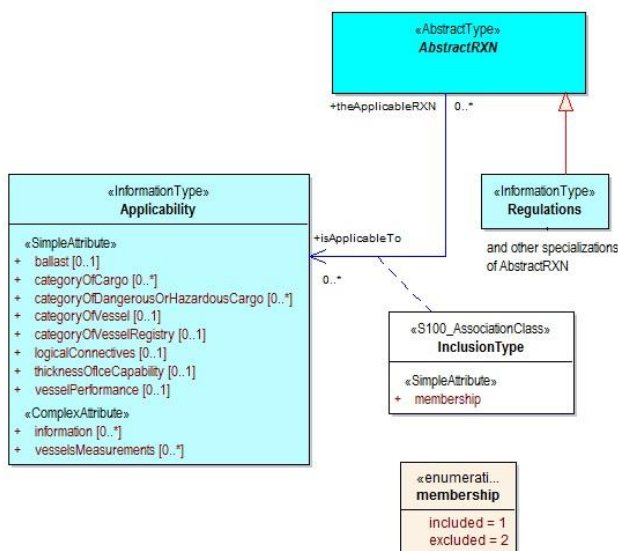 «AbstractType»
AbstractRXN
+theApplicableRXN 0..*
«InformationType»
Applicability
«SimpleAttribute»
+ ballast [0..1]
+ categoryOfCargo [0..*]
+ categoryOfDangerousOrHazardousCargo [0..*]
+ categoryOfVessel [0..1]
+ categoryOfVesselRegistry [0..1]
+ logicalConnectives [0..1]
+ thicknessOfIceCapability [0..1]
+ vesselPerformance [0..1]
«ComplexAttribute»
+ information [0..*]
+ vesselsMeasurements [0..*]
+isApplicableTo
0..*
«InformationType»
Regulations
and other specializations
of AbstractRXN
«S100_AssociationClass»
InclusionType
«SimpleAttribute»
+ membership
«enumerati...
membership
included = 1
excluded = 2